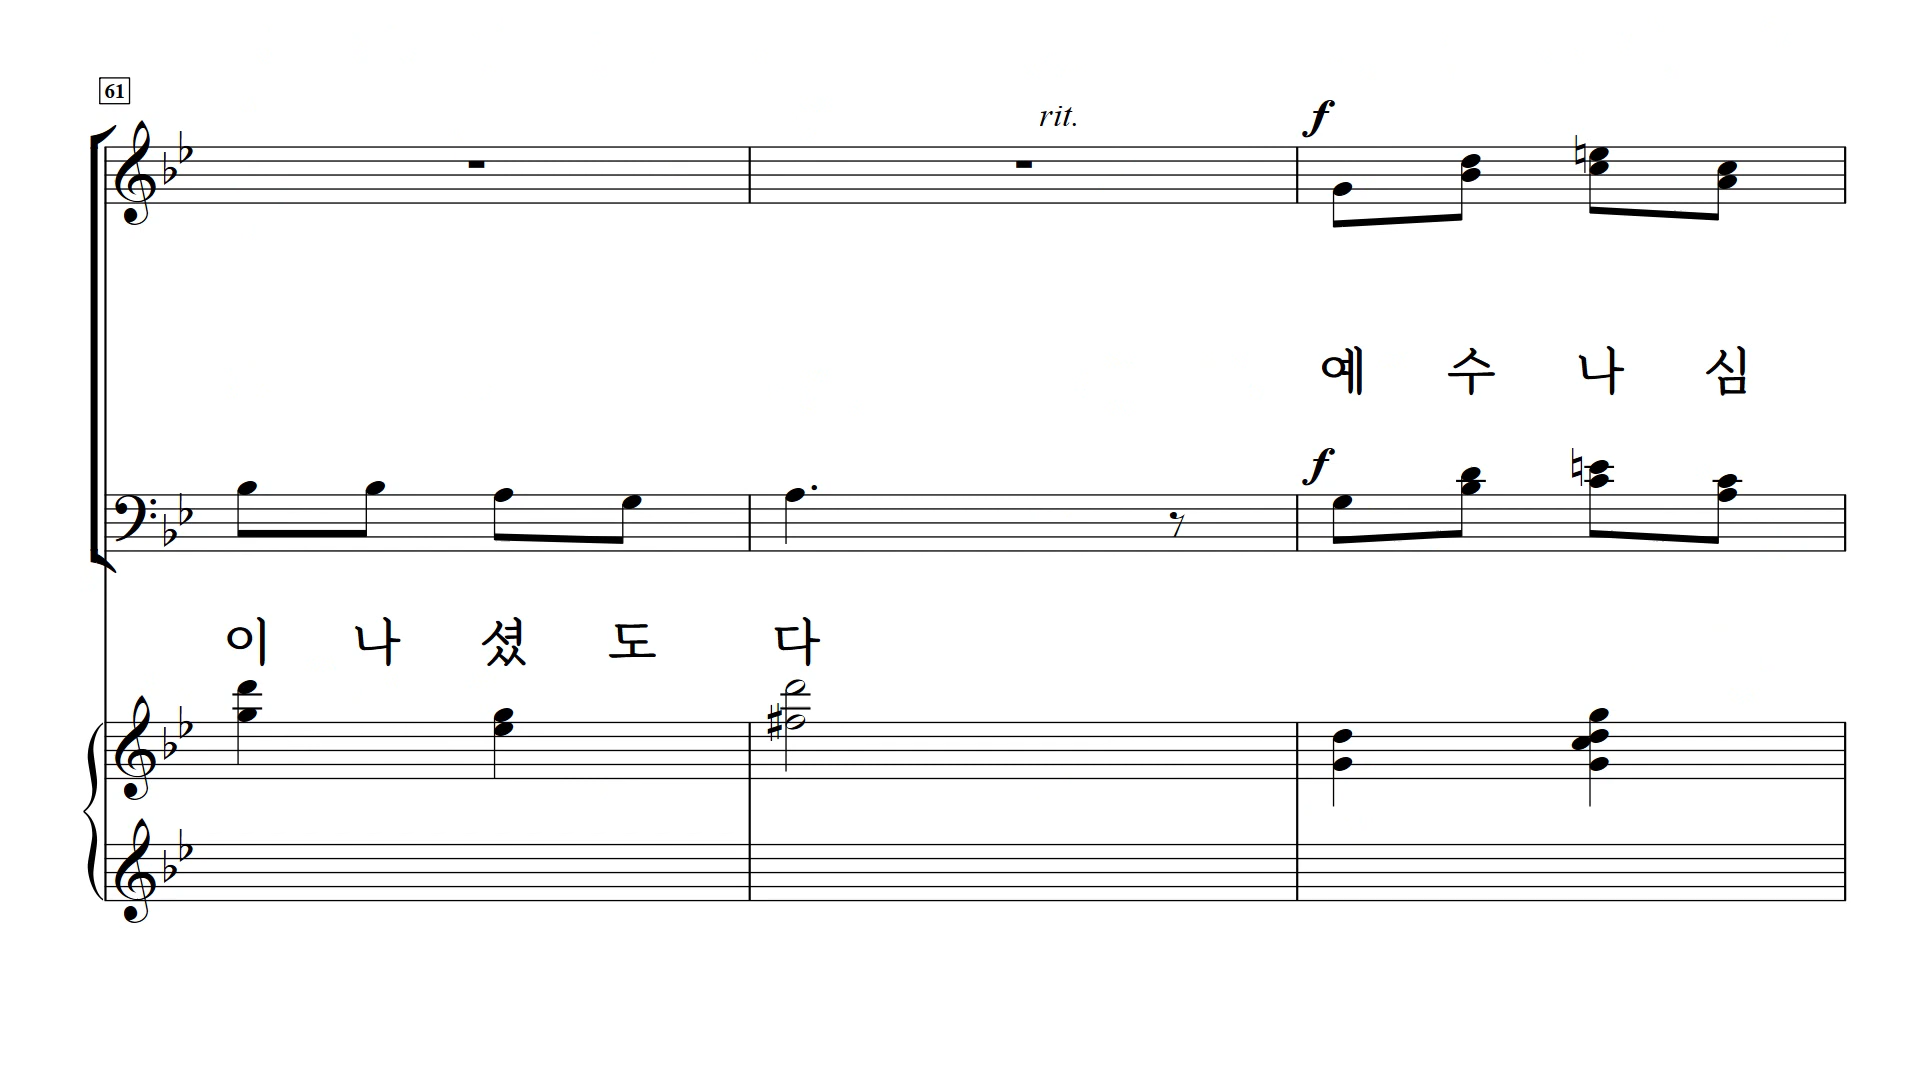 61
rit.
f
예 수 나 심
f
이 나 셨 도 다